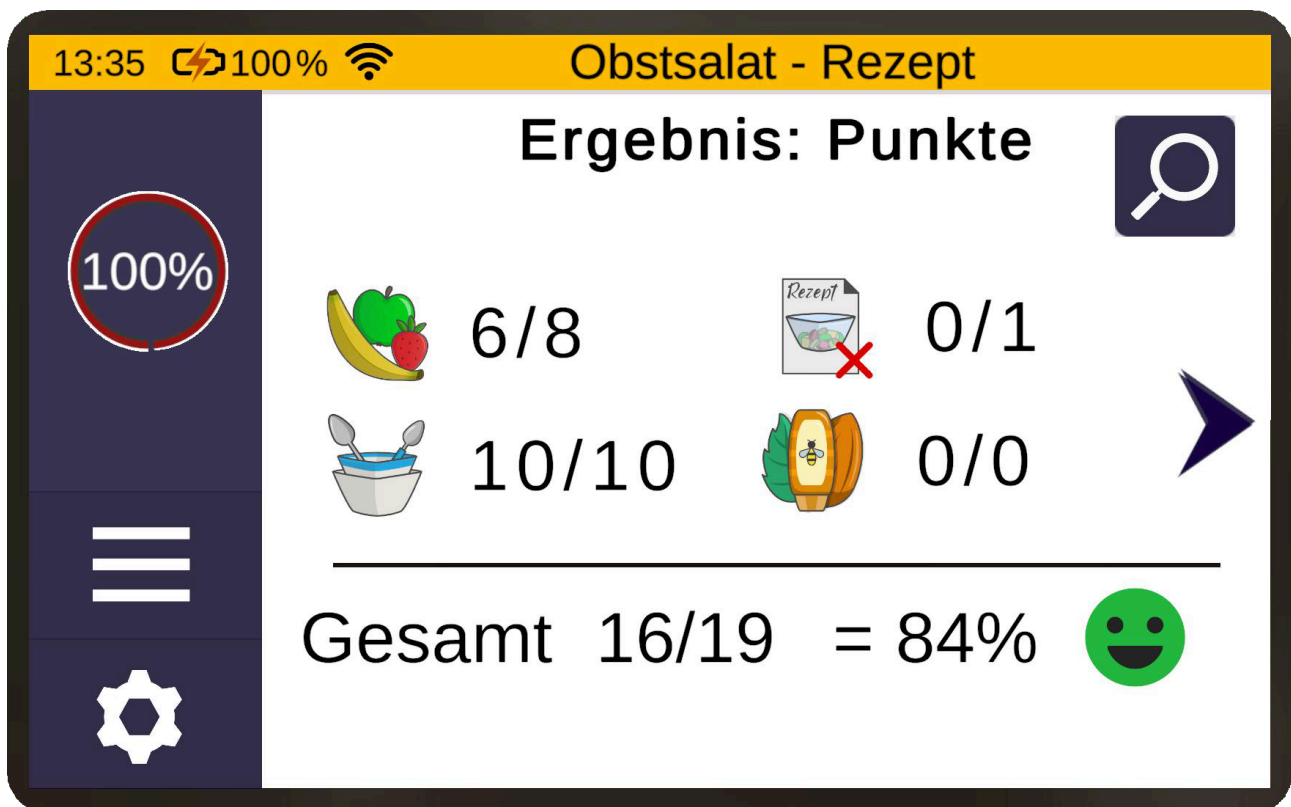 13:35 100% Obstsalat - Rezept
Ergebnis: Punkte
100%
6/8
Rezept
0/1
10/10
0/0
Gesamt 16/19 = 84%